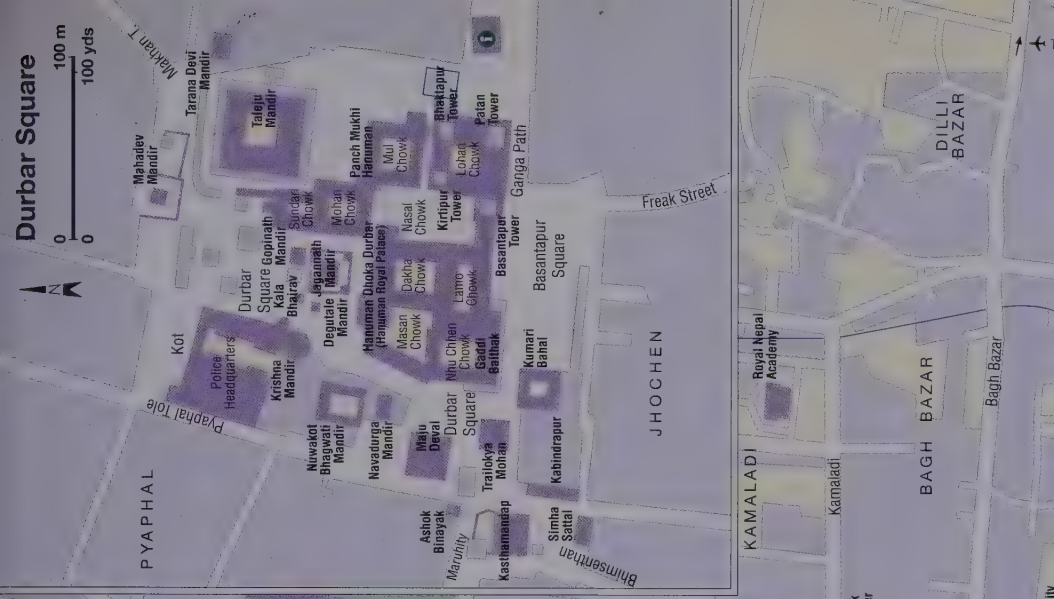 Durbar Square
0
100 m
0
100 yds
N
Makhan T.
Tarana Devi
Mandir
Mahadev
Mandir
Taleju
Mandir
Kot
Durbar
Square
Gopinath
Mandir
Sundari
Chowk
Mohan
Chowk
Panch Mukhi
Hanuman
Mul
Chowk
Bhaktapur
Tower
i
Police
Headquarters
Kala
Bhairav
Jagannath
Mandir
Nasal
Chowk
Kirtipur
Tower
Lohan
Chowk
Patan
Tower
Krishna
Mandir
Degutale
Mandir
Hanuman Dhoka Durbar
(Hanuman Royal Palace)
Dakha
Chowk
Masan
Chowk
Lamo
Chowk
Nhu Chhen
Chowk
Gaddi
Baithak
Basantapur
Tower
Ganga Path
Pyaphal Tole
PYAPHAL
Nuwakot
Bhagwati
Mandir
Navadurga
Mandir
Maju
Deval
Durbar
Square
Kumari
Bahal
Basantapur
Square
Freak Street
Trailokya
Mohan
Kabindrapur
JHOCHEN
Ashok
Binayak
Maruhity
Kasthamandap
Simha
Sattal
Bhimsenthan
Royal Nepal
Academy
KAMALADI
Kamaladi
BAGH BAZAR
Bagh Bazar
DILLI
BAZAR